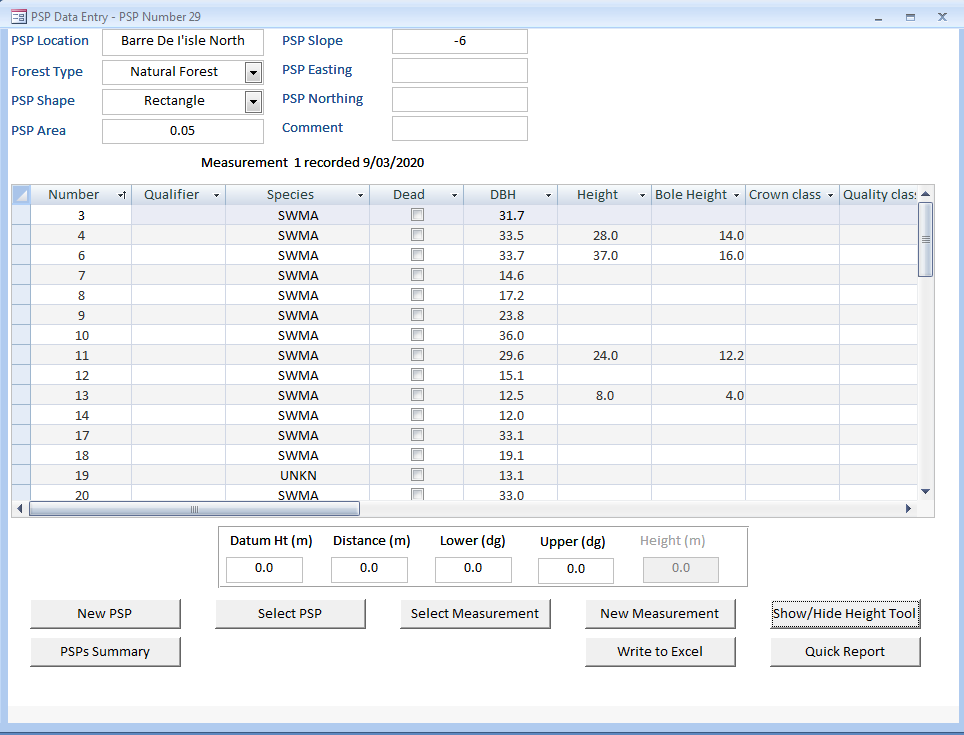 PSP Data Entry - PSP Number 29
PSP Location Barre De I'isle North PSP Slope -6
Forest Type Natural Forest PSP Easting
PSP Shape Rectangle PSP Northing
PSP Area 0.05 Comment
Measurement 1 recorded 9/03/2020
Number Qualifier Species Dead DBH Height Bole Height Crown class Quality clas
3 SWMA 31.7
4 SWMA 33.5 28.0 14.0
6 SWMA 33.7 37.0 16.0
7 SWMA 14.6
8 SWMA 17.2
9 SWMA 23.8
10 SWMA 36.0
11 SWMA 29.6 24.0 12.2
12 SWMA 15.1
13 SWMA 12.5 8.0 4.0
14 SWMA 12.0
17 SWMA 33.1
18 SWMA 19.1
19 UNKN 13.1
20 SWMA 33.0
Datum Ht (m) Distance (m) Lower (dg) Upper (dg) Height (m)
0.0 0.0 0.0 0.0 0.0
New PSP Select PSP Select Measurement New Measurement Show/Hide Height Tool
PSPs Summary Write to Excel Quick Report